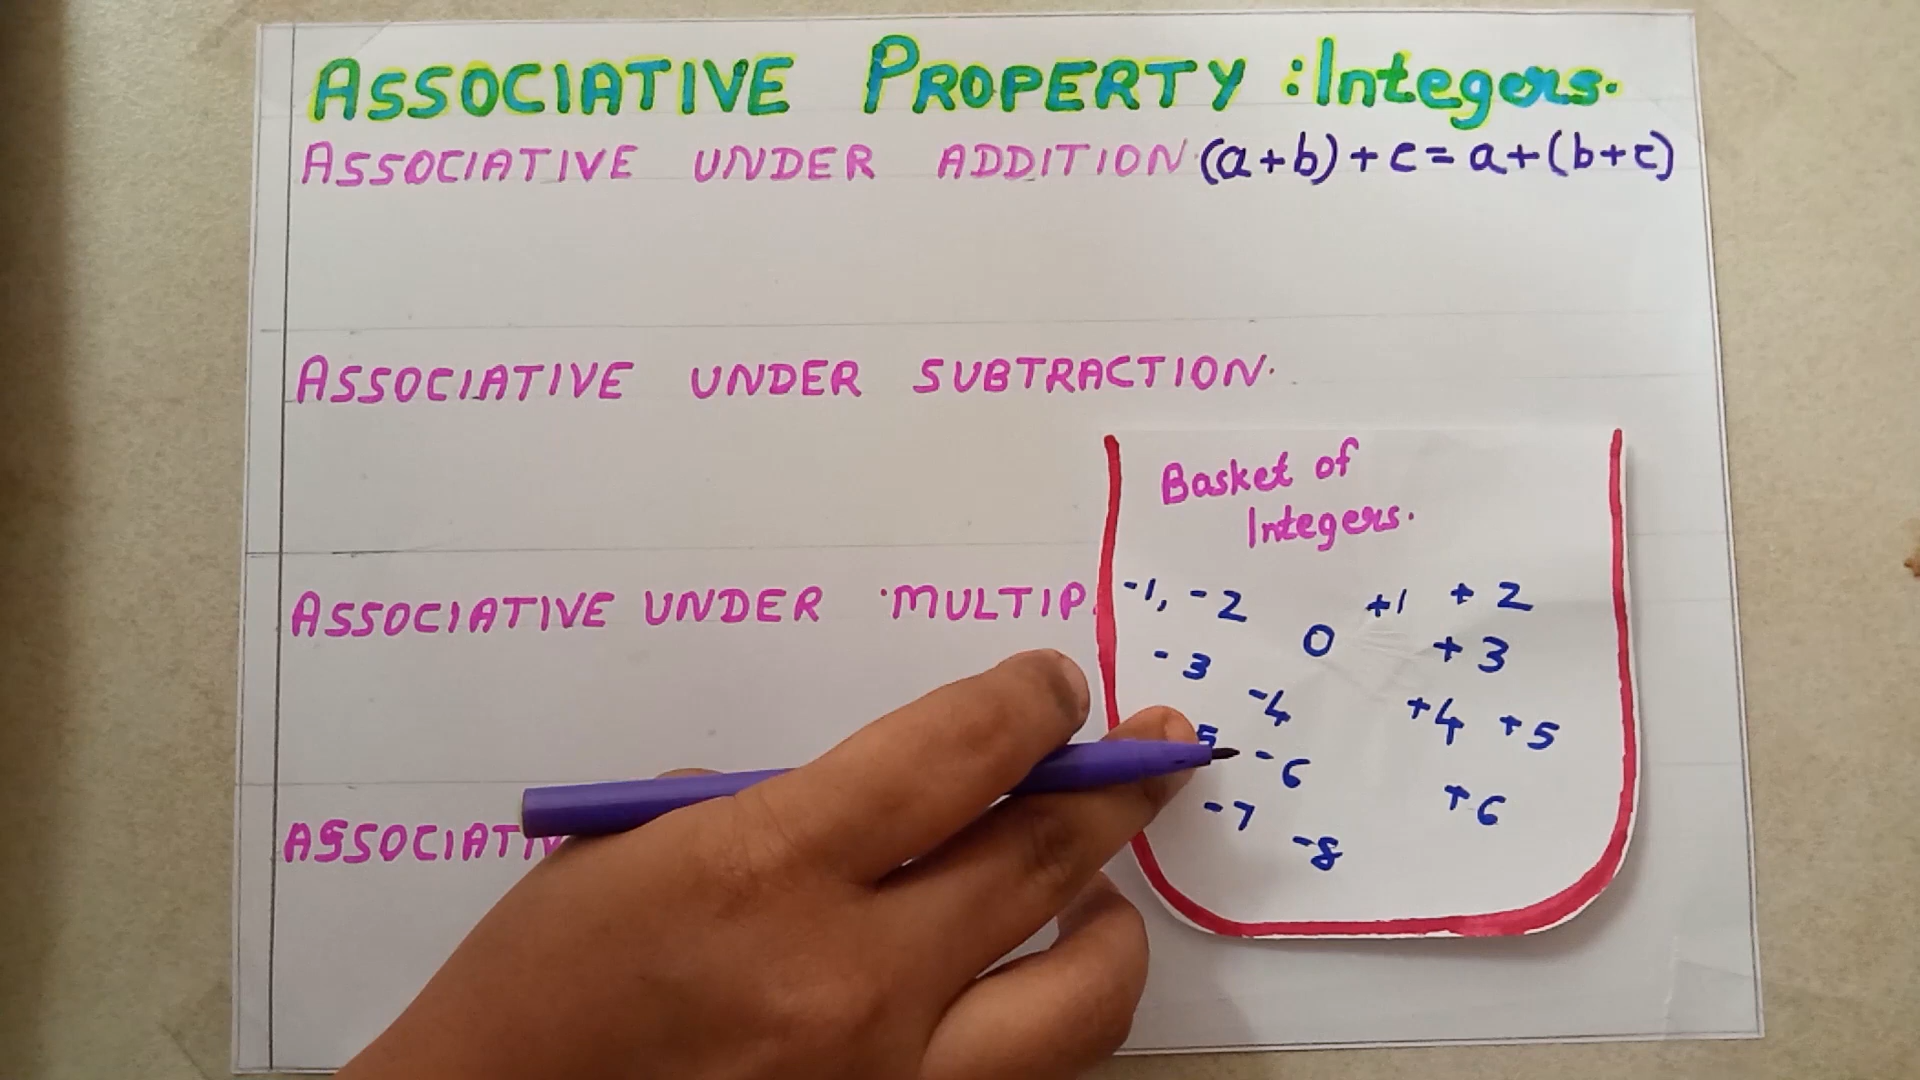 ASSOCIATIVE PROPERTY : Integers.
ASSOCIATIVE UNDER ADDITION (a+b)+c=a+(b+c)
ASSOCIATIVE UNDER SUBTRACTION.
ASSOCIATIVE UNDER MULTIP
Basket of
Integers.
-1, -2 0 +1 +2
-3 +3
-4 +4 +5
5 -6
-7 +6
-8